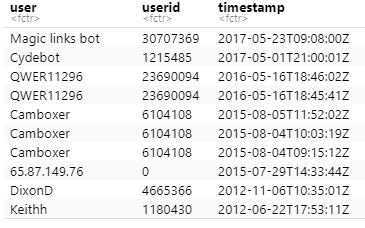 user userid timestamp
<fctr> <fctr> <fctr>
Magic links bot 30707369 2017-05-23T09:08:00Z
Cydebot 1215485 2017-05-01T21:00:01Z
QWER11296 23690094 2016-05-16T18:46:02Z
QWER11296 23690094 2016-05-16T18:45:41Z
Camboxer 6104108 2015-08-05T11:52:02Z
Camboxer 6104108 2015-08-04T10:03:19Z
Camboxer 6104108 2015-08-04T09:15:12Z
65.87.149.76 0 2015-07-29T14:33:44Z
DixonD 4665366 2012-11-06T10:35:01Z
Keithh 1180430 2012-06-22T17:53:11Z